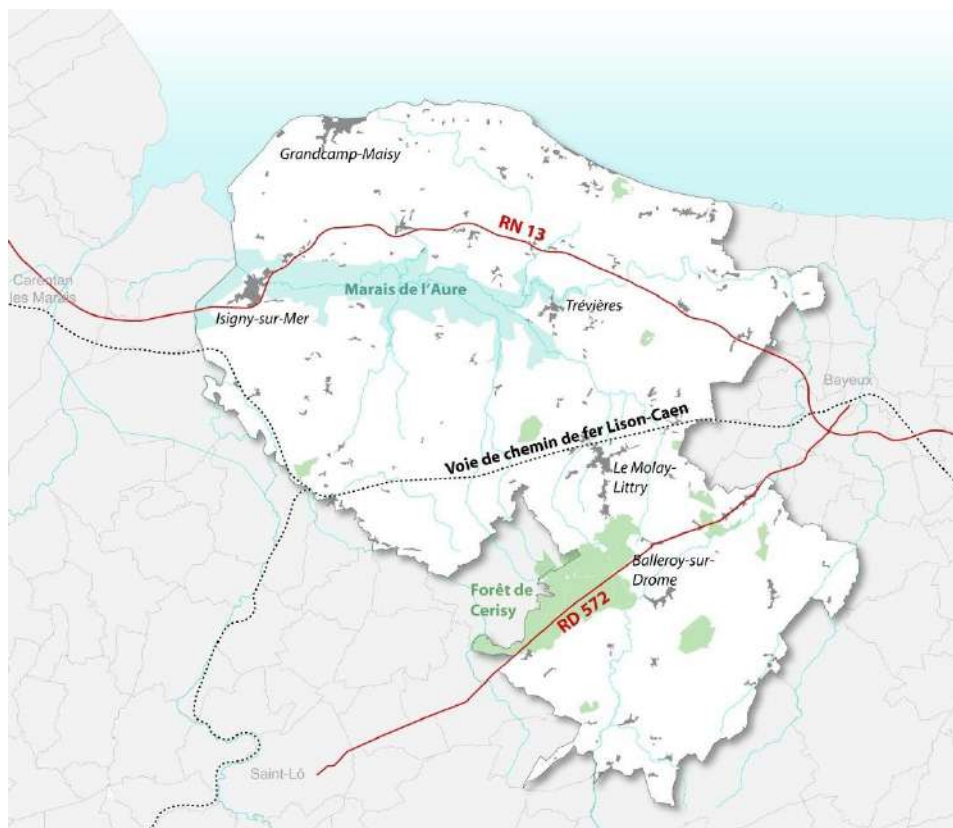 Grandcamp-Maisy
RN 13
Carentan
les Marais
Marais de l'Aure
Isigny-sur-Mer
Trévières
Bayeux
Voie de chemin de fer Lison-Caen
Le Molay-
Littry
Balleroy-sur-
Drome
Forêt de
Cerisy
RD 572
Saint-Lô